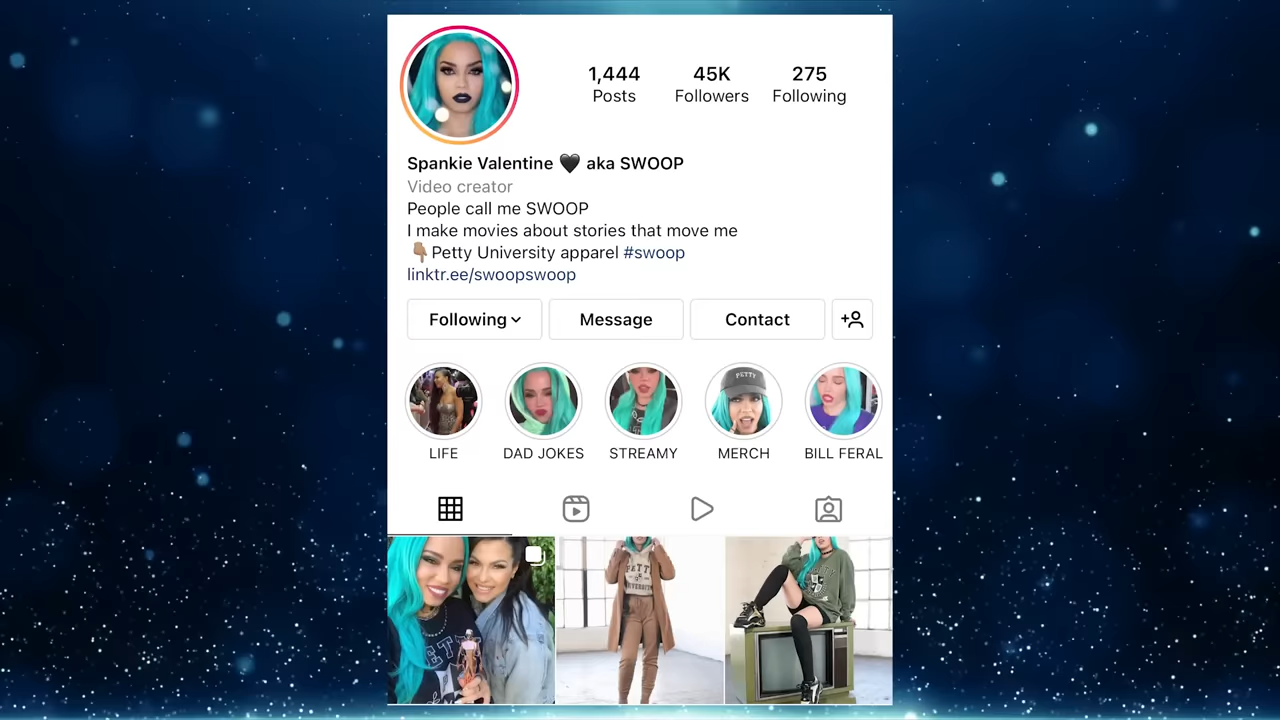 1,444 45K 275
Posts Followers Following
Spankie Valentine 🖤 aka SWOOP
Video creator
People call me SWOOP
I make movies about stories that move me
👇🏽Petty University apparel #swoop
linktr.ee/swoopswoop
Following Message Contact
PETTY
LIFE DAD JOKES STREAMY MERCH BILL FERAL